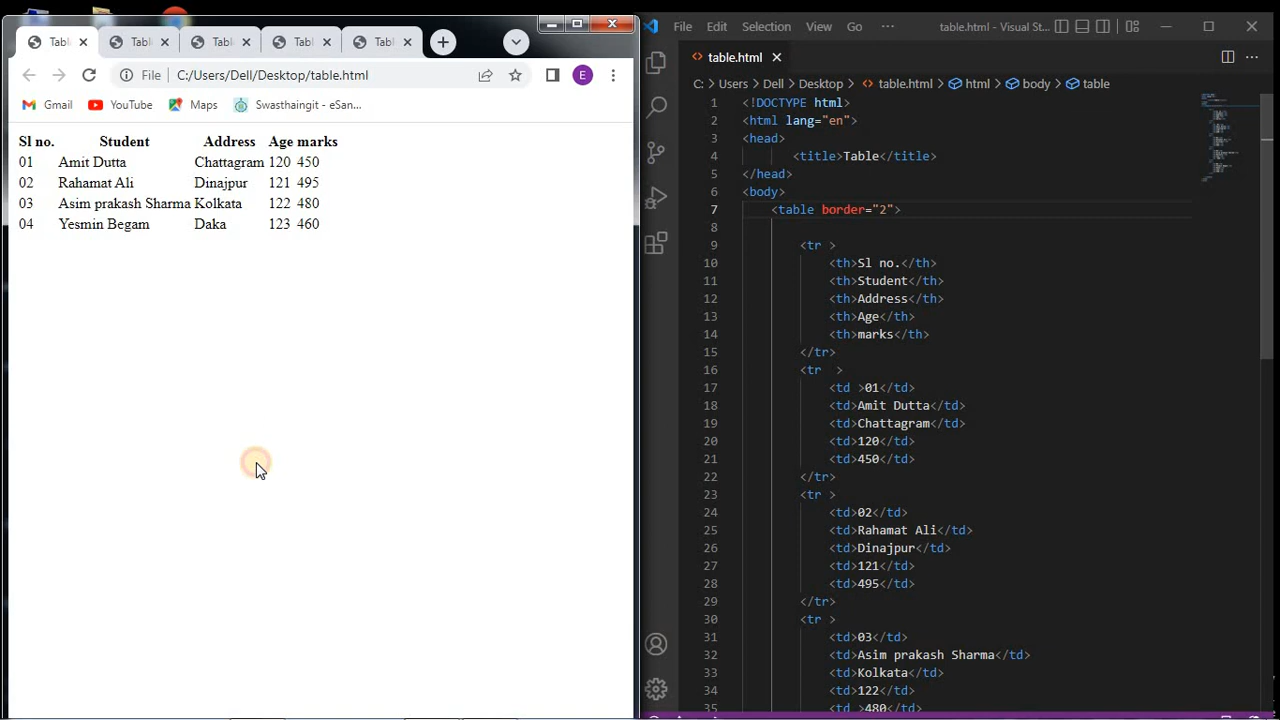 Tabl Tabl Tabl Tabl Tabl
File C:/Users/Dell/Desktop/table.html
E
Gmail YouTube Maps Swasthaingit - eSan...
Sl no. Student Address Age marks
01 Amit Dutta Chattagram 120 450
02 Rahamat Ali Dinajpur 121 495
03 Asim prakash Sharma Kolkata 122 480
04 Yesmin Begam Daka 123 460
File Edit Selection View Go ··· table.html - Visual St...
table.html
C: > Users > Dell > Desktop > table.html > html > body > table
1 <!DOCTYPE html>
2 <html lang="en">
3 <head>
4 <title>Table</title>
5 </head>
6 <body>
7 <table border="2">
8
9 <tr >
10 <th>Sl no.</th>
11 <th>Student</th>
12 <th>Address</th>
13 <th>Age</th>
14 <th>marks</th>
15 </tr>
16 <tr  >
17 <td >01</td>
18 <td>Amit Dutta</td>
19 <td>Chattagram</td>
20 <td>120</td>
21 <td>450</td>
22 </tr>
23 <tr >
24 <td>02</td>
25 <td>Rahamat Ali</td>
26 <td>Dinajpur</td>
27 <td>121</td>
28 <td>495</td>
29 </tr>
30 <tr >
31 <td>03</td>
32 <td>Asim prakash Sharma</td>
33 <td>Kolkata</td>
34 <td>122</td>
35 <td >480</td>